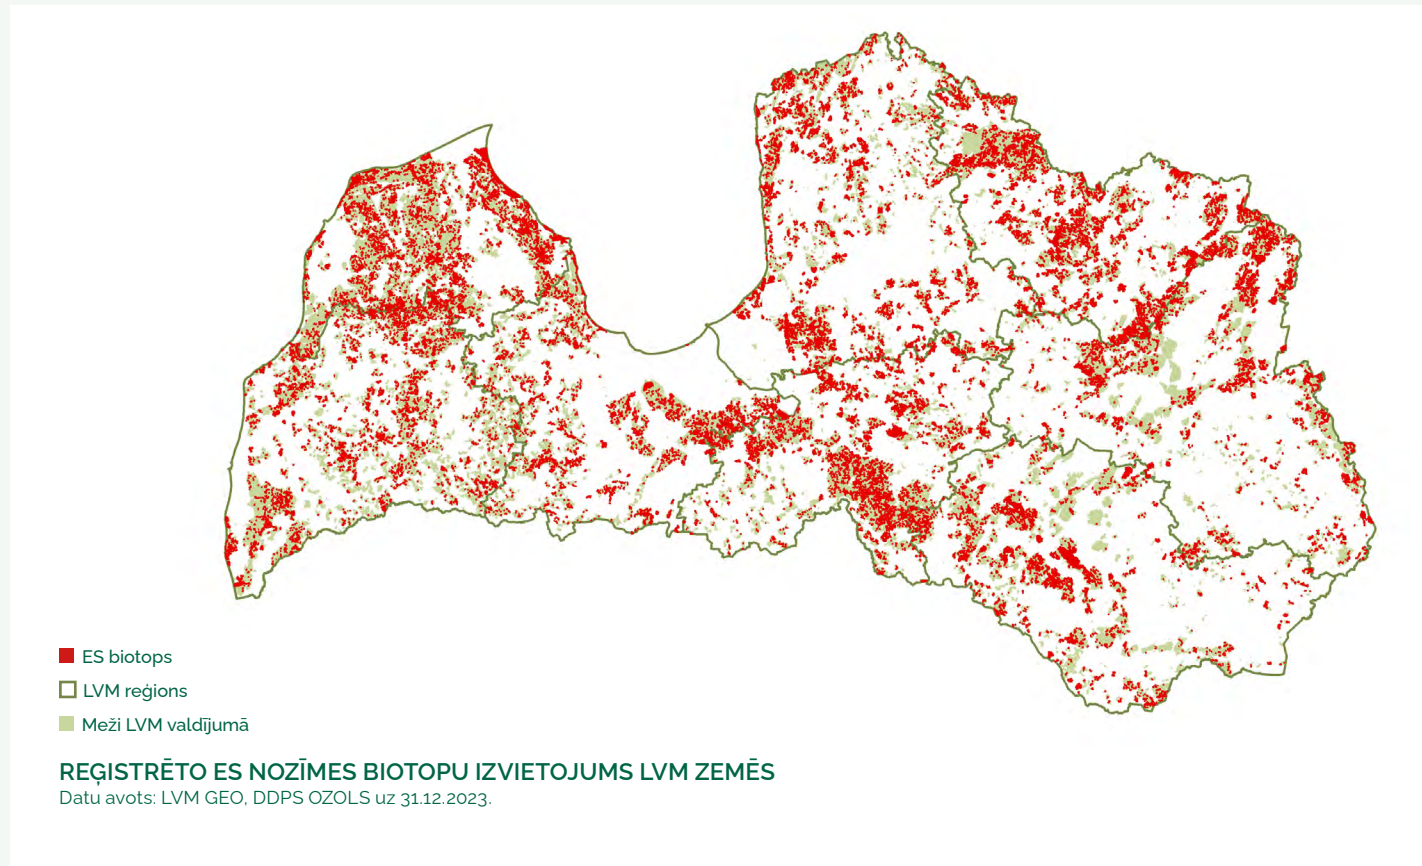 ES biotops
LVM reģions
Meži LVM valdījumā
REĢISTRĒTO ES NOZĪMES BIOTOPU IZVIETOJUMS LVM ZEMĒS
Datu avots: LVM GEO, DDPS OZOLS uz 31.12.2023.